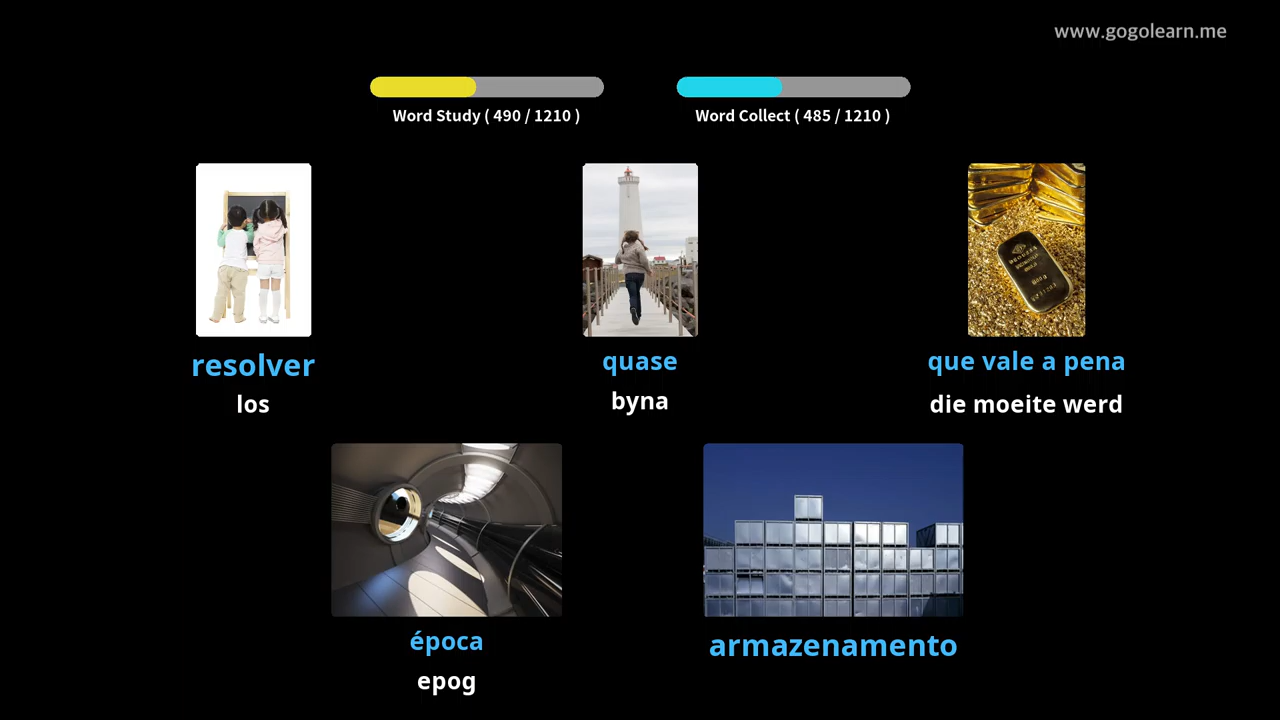 www.gogolearn.me
Word Study ( 490 / 1210 )
Word Collect ( 485 / 1210 )
resolver
los
quase
byna
que vale a pena
die moeite werd
época
epog
armazenamento